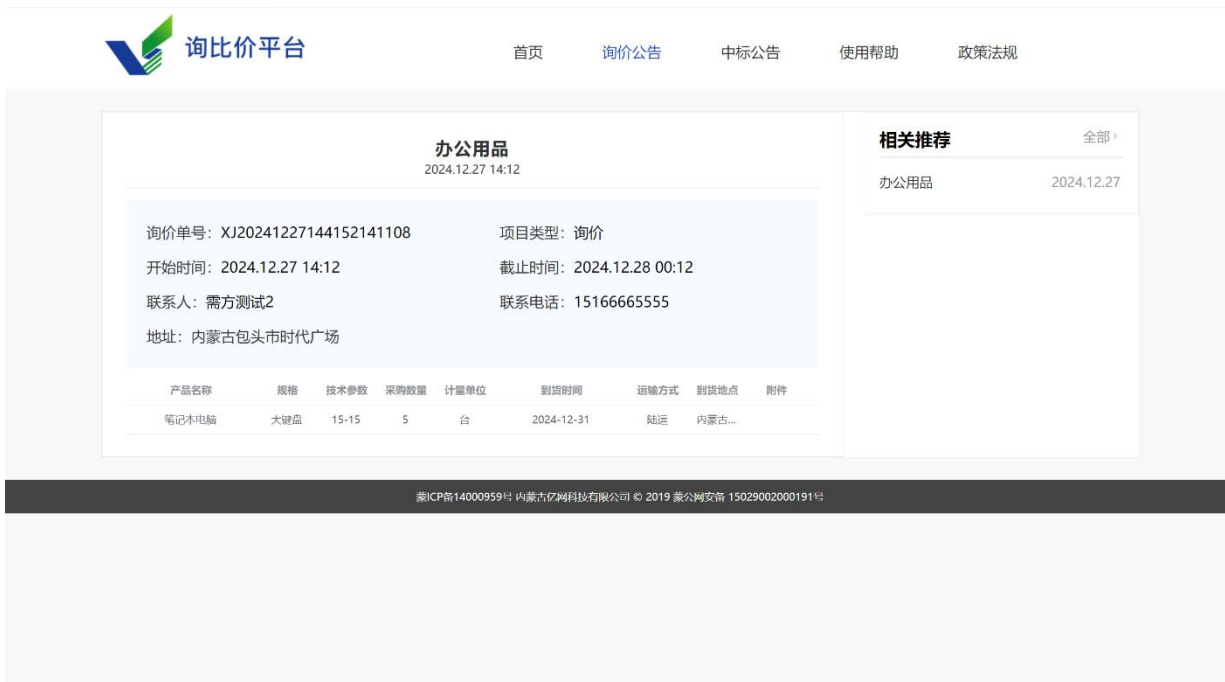 询比价平台 首页 询价公告 中标公告 使用帮助 政策法规
办公用品
2024.12.27 14:12
询价单号：XJ20241227144152141108 项目类型：询价
开始时间：2024.12.27 14:12 截止时间：2024.12.28 00:12
联系人：需方测试2 联系电话：15166665555
地址：内蒙古包头市时代广场
产品名称 规格 技术参数 采购数量 计量单位 到货时间 运输方式 到货地点 附件
笔记本电脑 大键盘 15-15 5 台 2024-12-31 陆运 内蒙古...
相关推荐 全部 >
办公用品 2024.12.27
蒙ICP备14000959号 内蒙古亿网科技有限公司 © 2019 蒙公网安备 15029002000191号